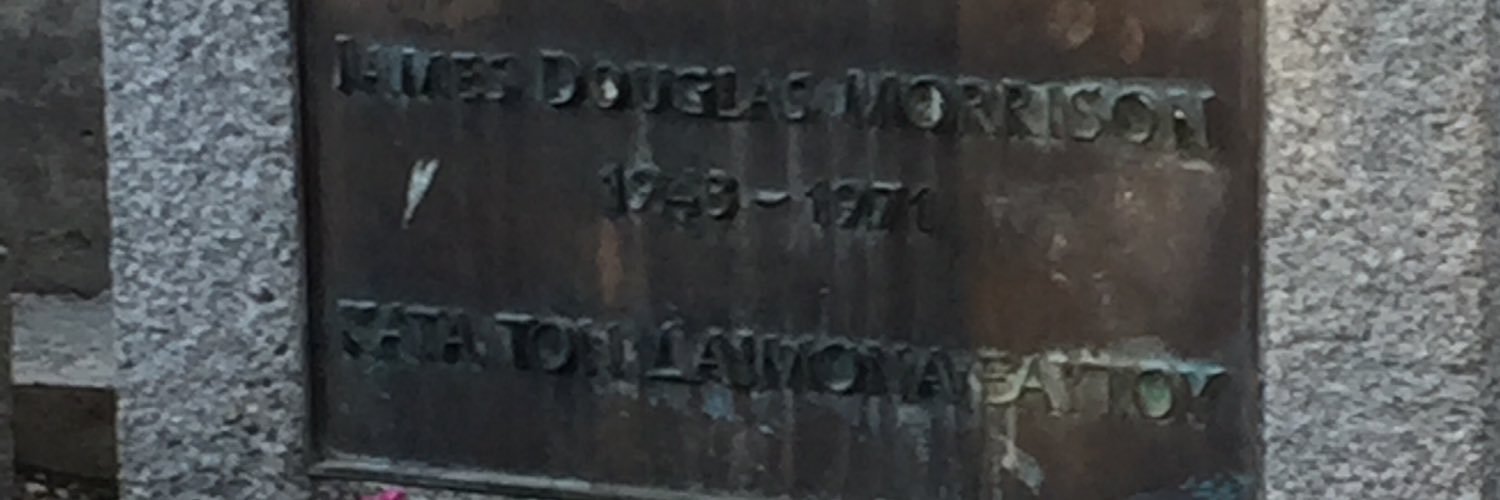 JAMES DOUGLAS MORRISON
1943 – 1971
ΚΑΤΑ ΤΟΝ ΔΑΙΜΟΝΑ ΕΑΥΤΟΥ